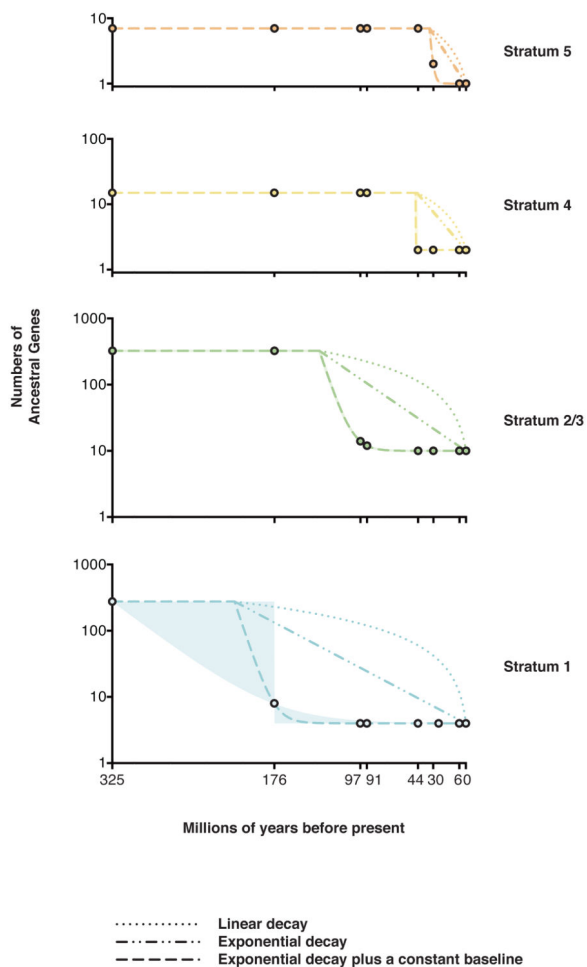 10
1
Stratum 5
100
10
1
Stratum 4
Numbers of
Ancestral Genes
1000
100
10
1
Stratum 2/3
1000
100
10
1
Stratum 1
325 176 97 91 44 30 6 0
Millions of years before present
Linear decay
Exponential decay
Exponential decay plus a constant baseline